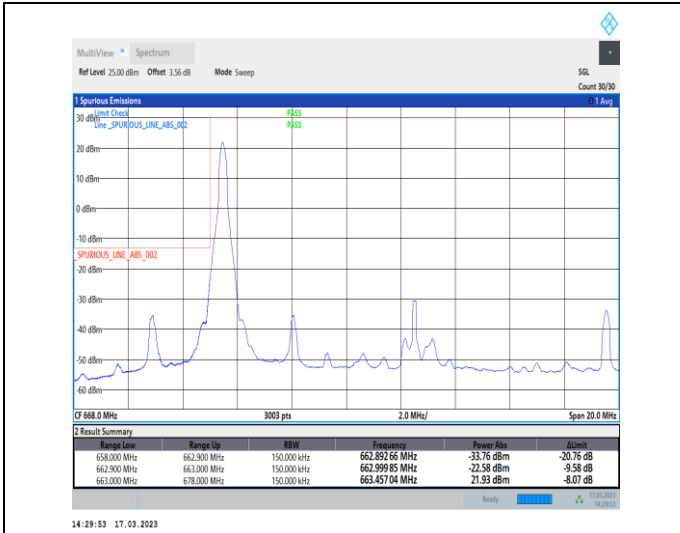 MultiView Spectrum
Ref Level 25.00 dBm Offset 3.56 dB Mode Sweep SGL
Count 30/30
1 Spurious Emissions 1 Avg
30 dBm Limit Check PASS
Line _SPURIOUS_LINE_ABS_002 PASS
20 dBm
10 dBm
0 dBm
-10 dBm
_SPURIOUS_LINE_ABS_002
-20 dBm
-30 dBm
-40 dBm
-50 dBm
-60 dBm
CF 668.0 MHz 3003 pts 2.0 MHz/ Span 20.0 MHz
2 Result Summary
Range Low Range Up RBW Frequency Power Abs ΔLimit
658.000 MHz 662.900 MHz 150.000 kHz 662.892 66 MHz -33.76 dBm -20.76 dB
662.900 MHz 663.000 MHz 150.000 kHz 662.999 85 MHz -22.58 dBm -9.58 dB
663.000 MHz 678.000 MHz 150.000 kHz 663.457 04 MHz 21.93 dBm -8.07 dB
Ready 17.03.2023
14:29:53
14:29:53 17.03.2023